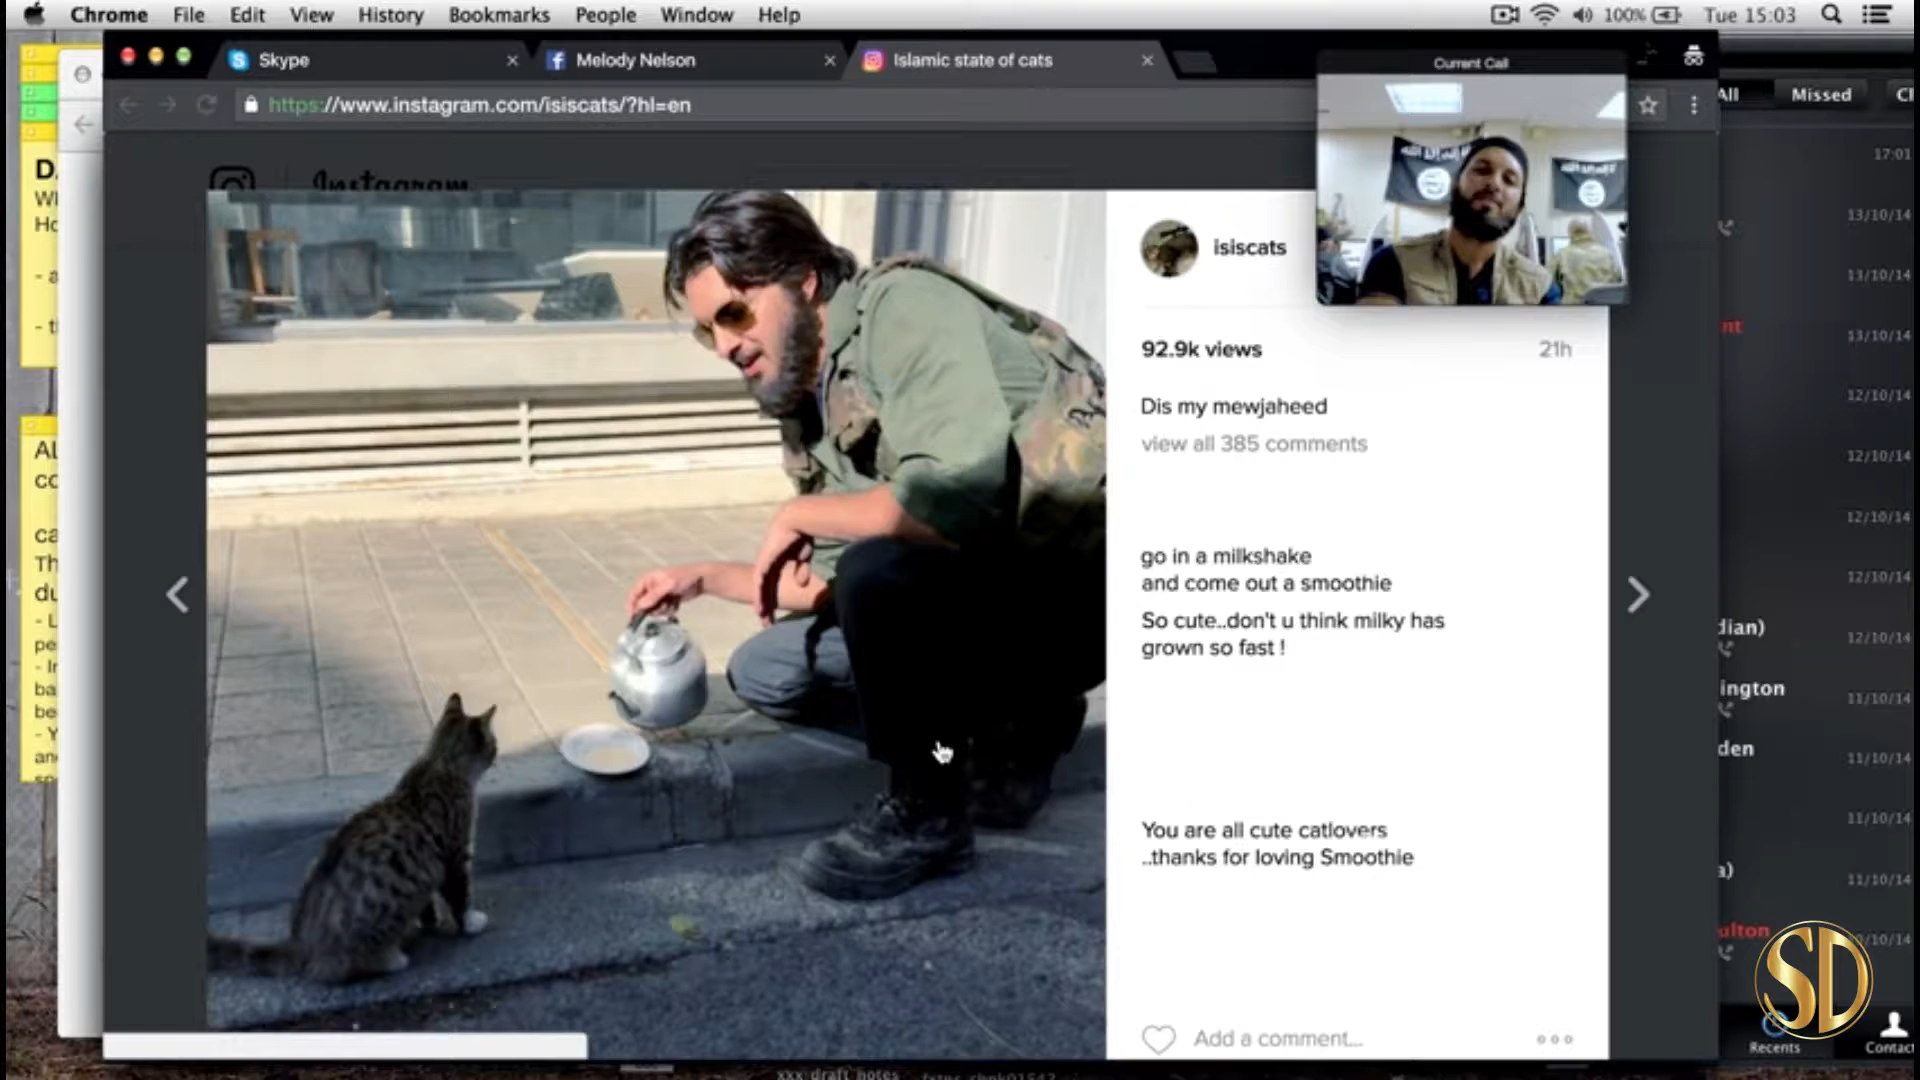 Chrome File Edit View History Bookmarks People Window Help 100% Tue 15:03
Skype
Melody Nelson
Islamic state of cats
Current Call
https://www.instagram.com/isiscats/?hl=en
All Missed
Instagram
isiscats
92.9k views 21h
Dis my mewjaheed
view all 385 comments
go in a milkshake
and come out a smoothie
So cute..don't u think milky has
grown so fast !
You are all cute catlovers
..thanks for loving Smoothie
Add a comment...
17:01
13/10/14
13/10/14
13/10/14
12/10/14
12/10/14
12/10/14
12/10/14
12/10/14
11/10/14
11/10/14
11/10/14
11/10/14
SD
Recents
xxx draft notes